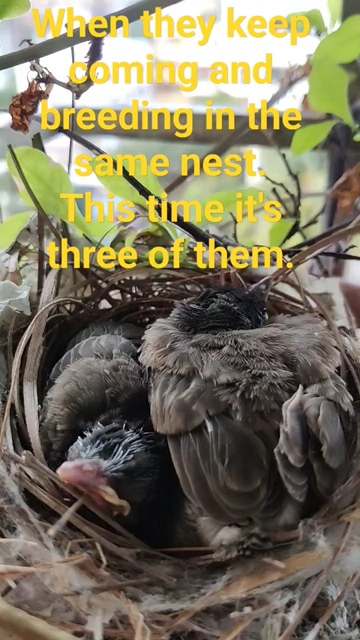 When they keep
coming and
breeding in the
same nest.
This time it's
three of them.